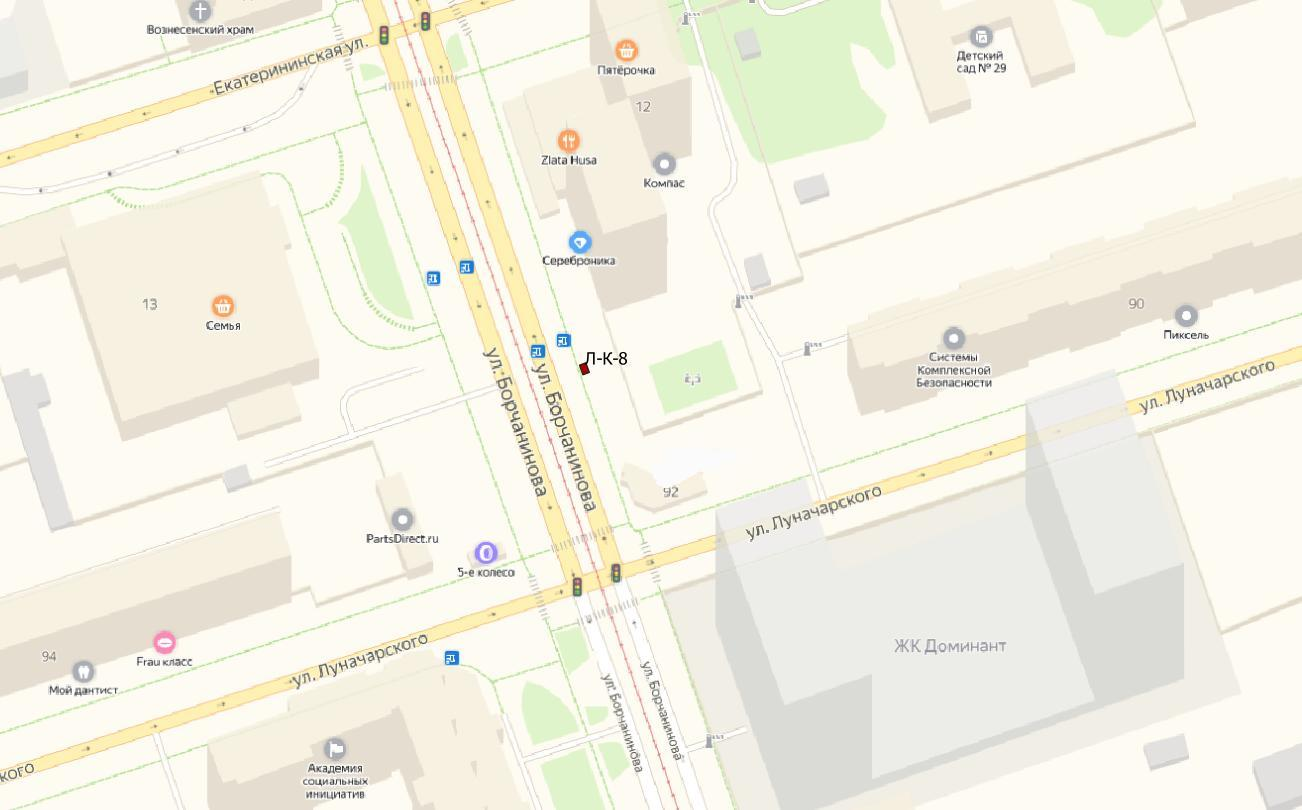 Вознесенский храм
Екатерининская ул.
Пятёрочка
Детский
сад № 29
12
Zlata Husa
Компас
Сереброника
13
Семья
90
Пиксель
Л-К-8
Системы
Комплексной
Безопасности
ул. Борчанинова
ул. Борчанинова
ул. Луначарского
92
ул. Луначарского
PartsDirect.ru
5-е колесо
94
Frau класс
Мой дантист
ул. Луначарского
ЖК Доминант
ул. Борчанинова
ул. Борчанинова
Академия
социальных
инициатив
кого